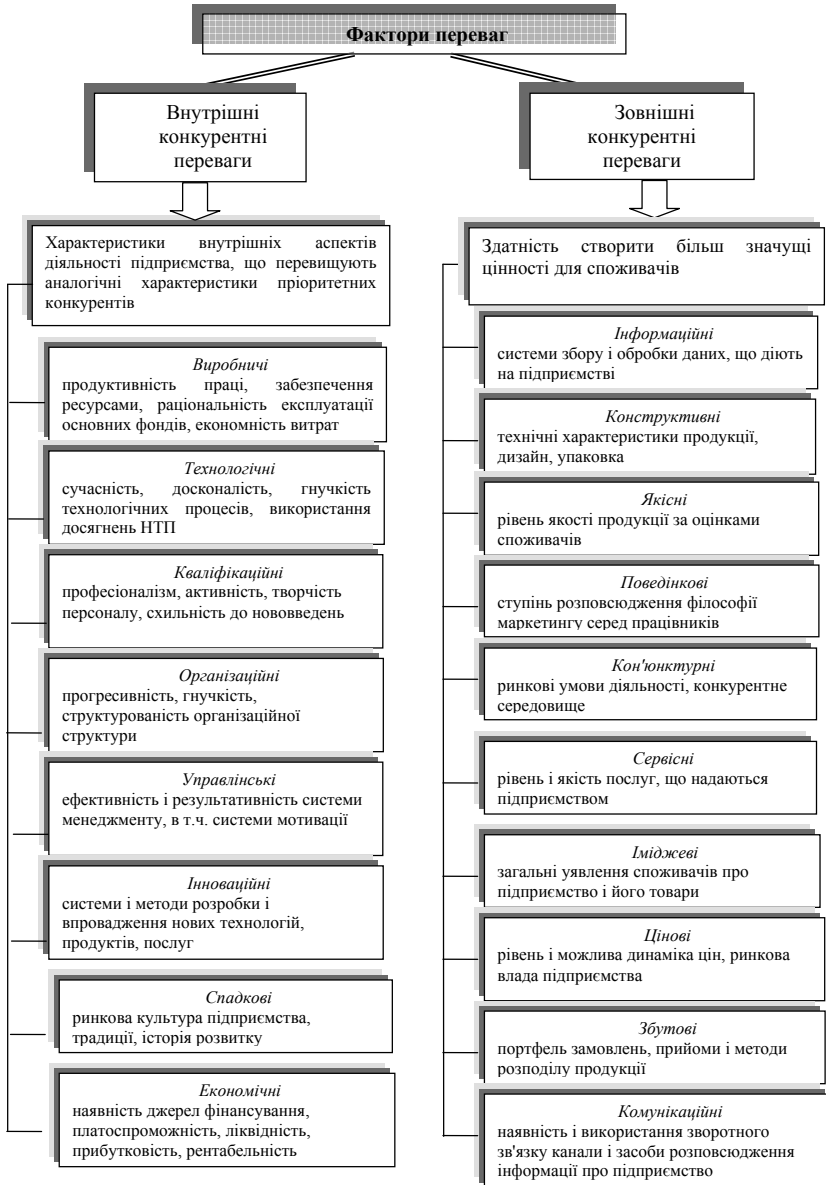 Фактори переваг
Внутрішні
конкурентні
переваги
Характеристики внутрішніх аспектів
діяльності підприємства, що перевищують
аналогічні характеристики пріоритетних
конкурентів
Виробничі
продуктивність праці, забезпечення
ресурсами, раціональність експлуатації
основних фондів, економність витрат
Технологічні
сучасність, досконалість, гнучкість
технологічних процесів, використання
досягнень НТП
Кваліфікаційні
професіоналізм, активність, творчість
персоналу, схильність до нововведень
Організаційні
прогресивність, гнучкість,
структурованість організаційної
структури
Управлінські
ефективність і результативність системи
менеджменту, в т.ч. системи мотивації
Інноваційні
системи і методи розробки і
впровадження нових технологій,
продуктів, послуг
Спадкові
ринкова культура підприємства,
традиції, історія розвитку
Економічні
наявність джерел фінансування,
платоспроможність, ліквідність,
прибутковість, рентабельність
Зовнішні
конкурентні
переваги
Здатність створити більш значущі
цінності для споживачів
Інформаційні
системи збору і обробки даних, що діють
на підприємстві
Конструктивні
технічні характеристики продукції,
дизайн, упаковка
Якісні
рівень якості продукції за оцінками
споживачів
Поведінкові
ступінь розповсюдження філософії
маркетингу серед працівників
Кон'юнктурні
ринкові умови діяльності, конкурентне
середовище
Сервісні
рівень і якість послуг, що надаються
підприємством
Іміджеві
загальні уявлення споживачів про
підприємство і його товари
Цінові
рівень і можлива динаміка цін, ринкова
влада підприємства
Збутові
портфель замовлень, прийоми і методи
розподілу продукції
Комунікаційні
наявність і використання зворотного
зв'язку канали і засоби розповсюдження
інформації про підприємство